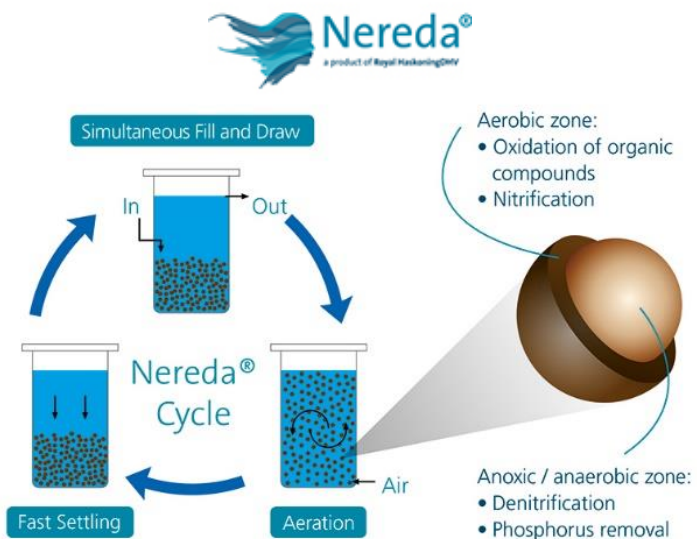 Nereda®
a product of Royal HaskoningDHV
Simultaneous Fill and Draw
In
Out
Nereda®
Cycle
Air
Fast Settling
Aeration
Aerobic zone:
• Oxidation of organic
compounds
• Nitrification
Anoxic / anaerobic zone:
• Denitrification
• Phosphorus removal